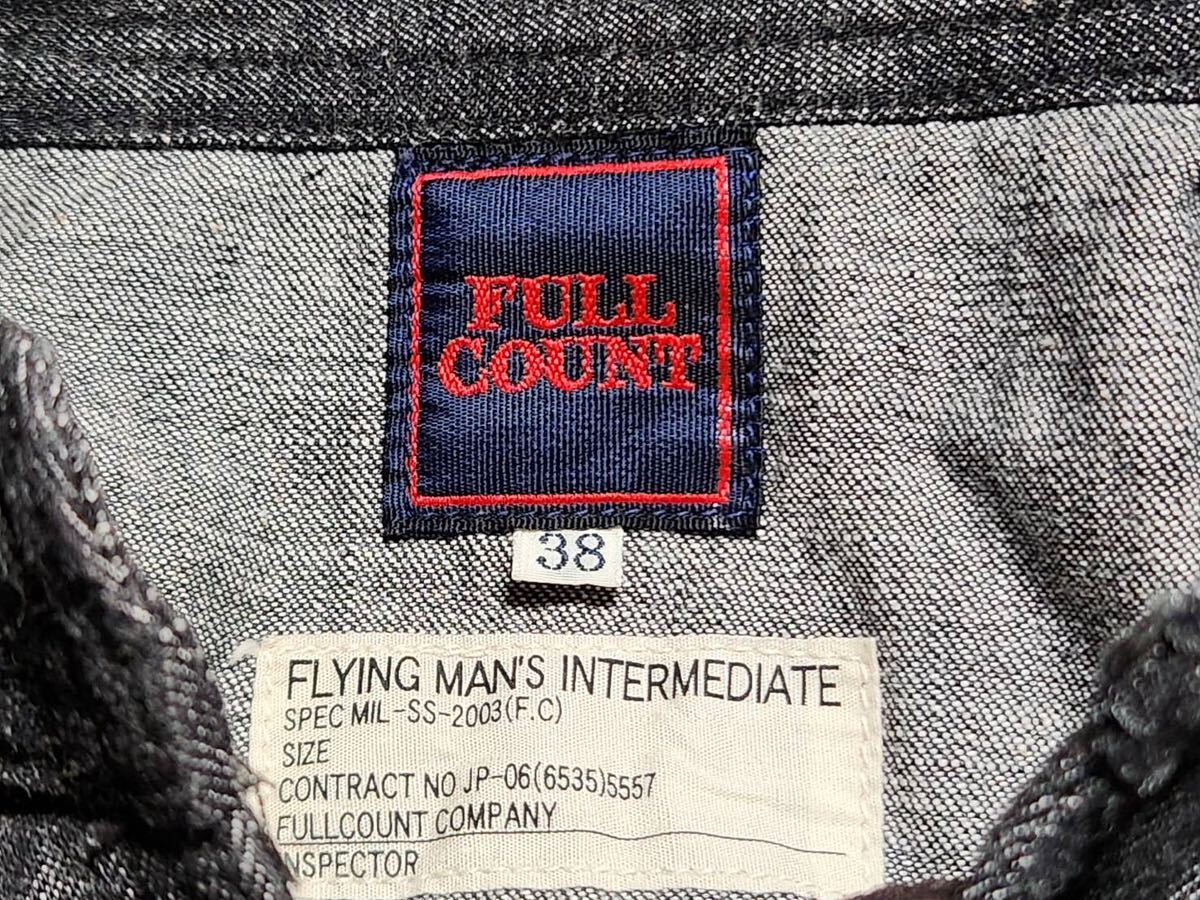 FULL
COUNT
38
FLYING MAN'S INTERMEDIATE
SPEC MIL-SS-2003(F.C)
SIZE
CONTRACT NO JP-06(6535)5557
FULLCOUNT COMPANY
INSPECTOR